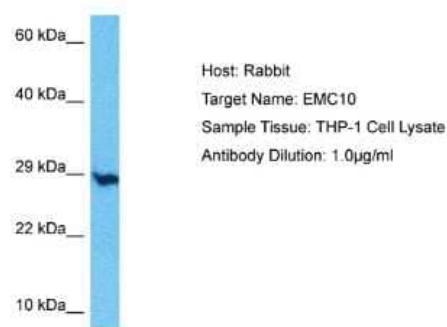 60 kDa
40 kDa
29 kDa
22 kDa
10 kDa
Host: Rabbit
Target Name: EMC10
Sample Tissue: THP-1 Cell Lysate
Antibody Dilution: 1.0µg/ml